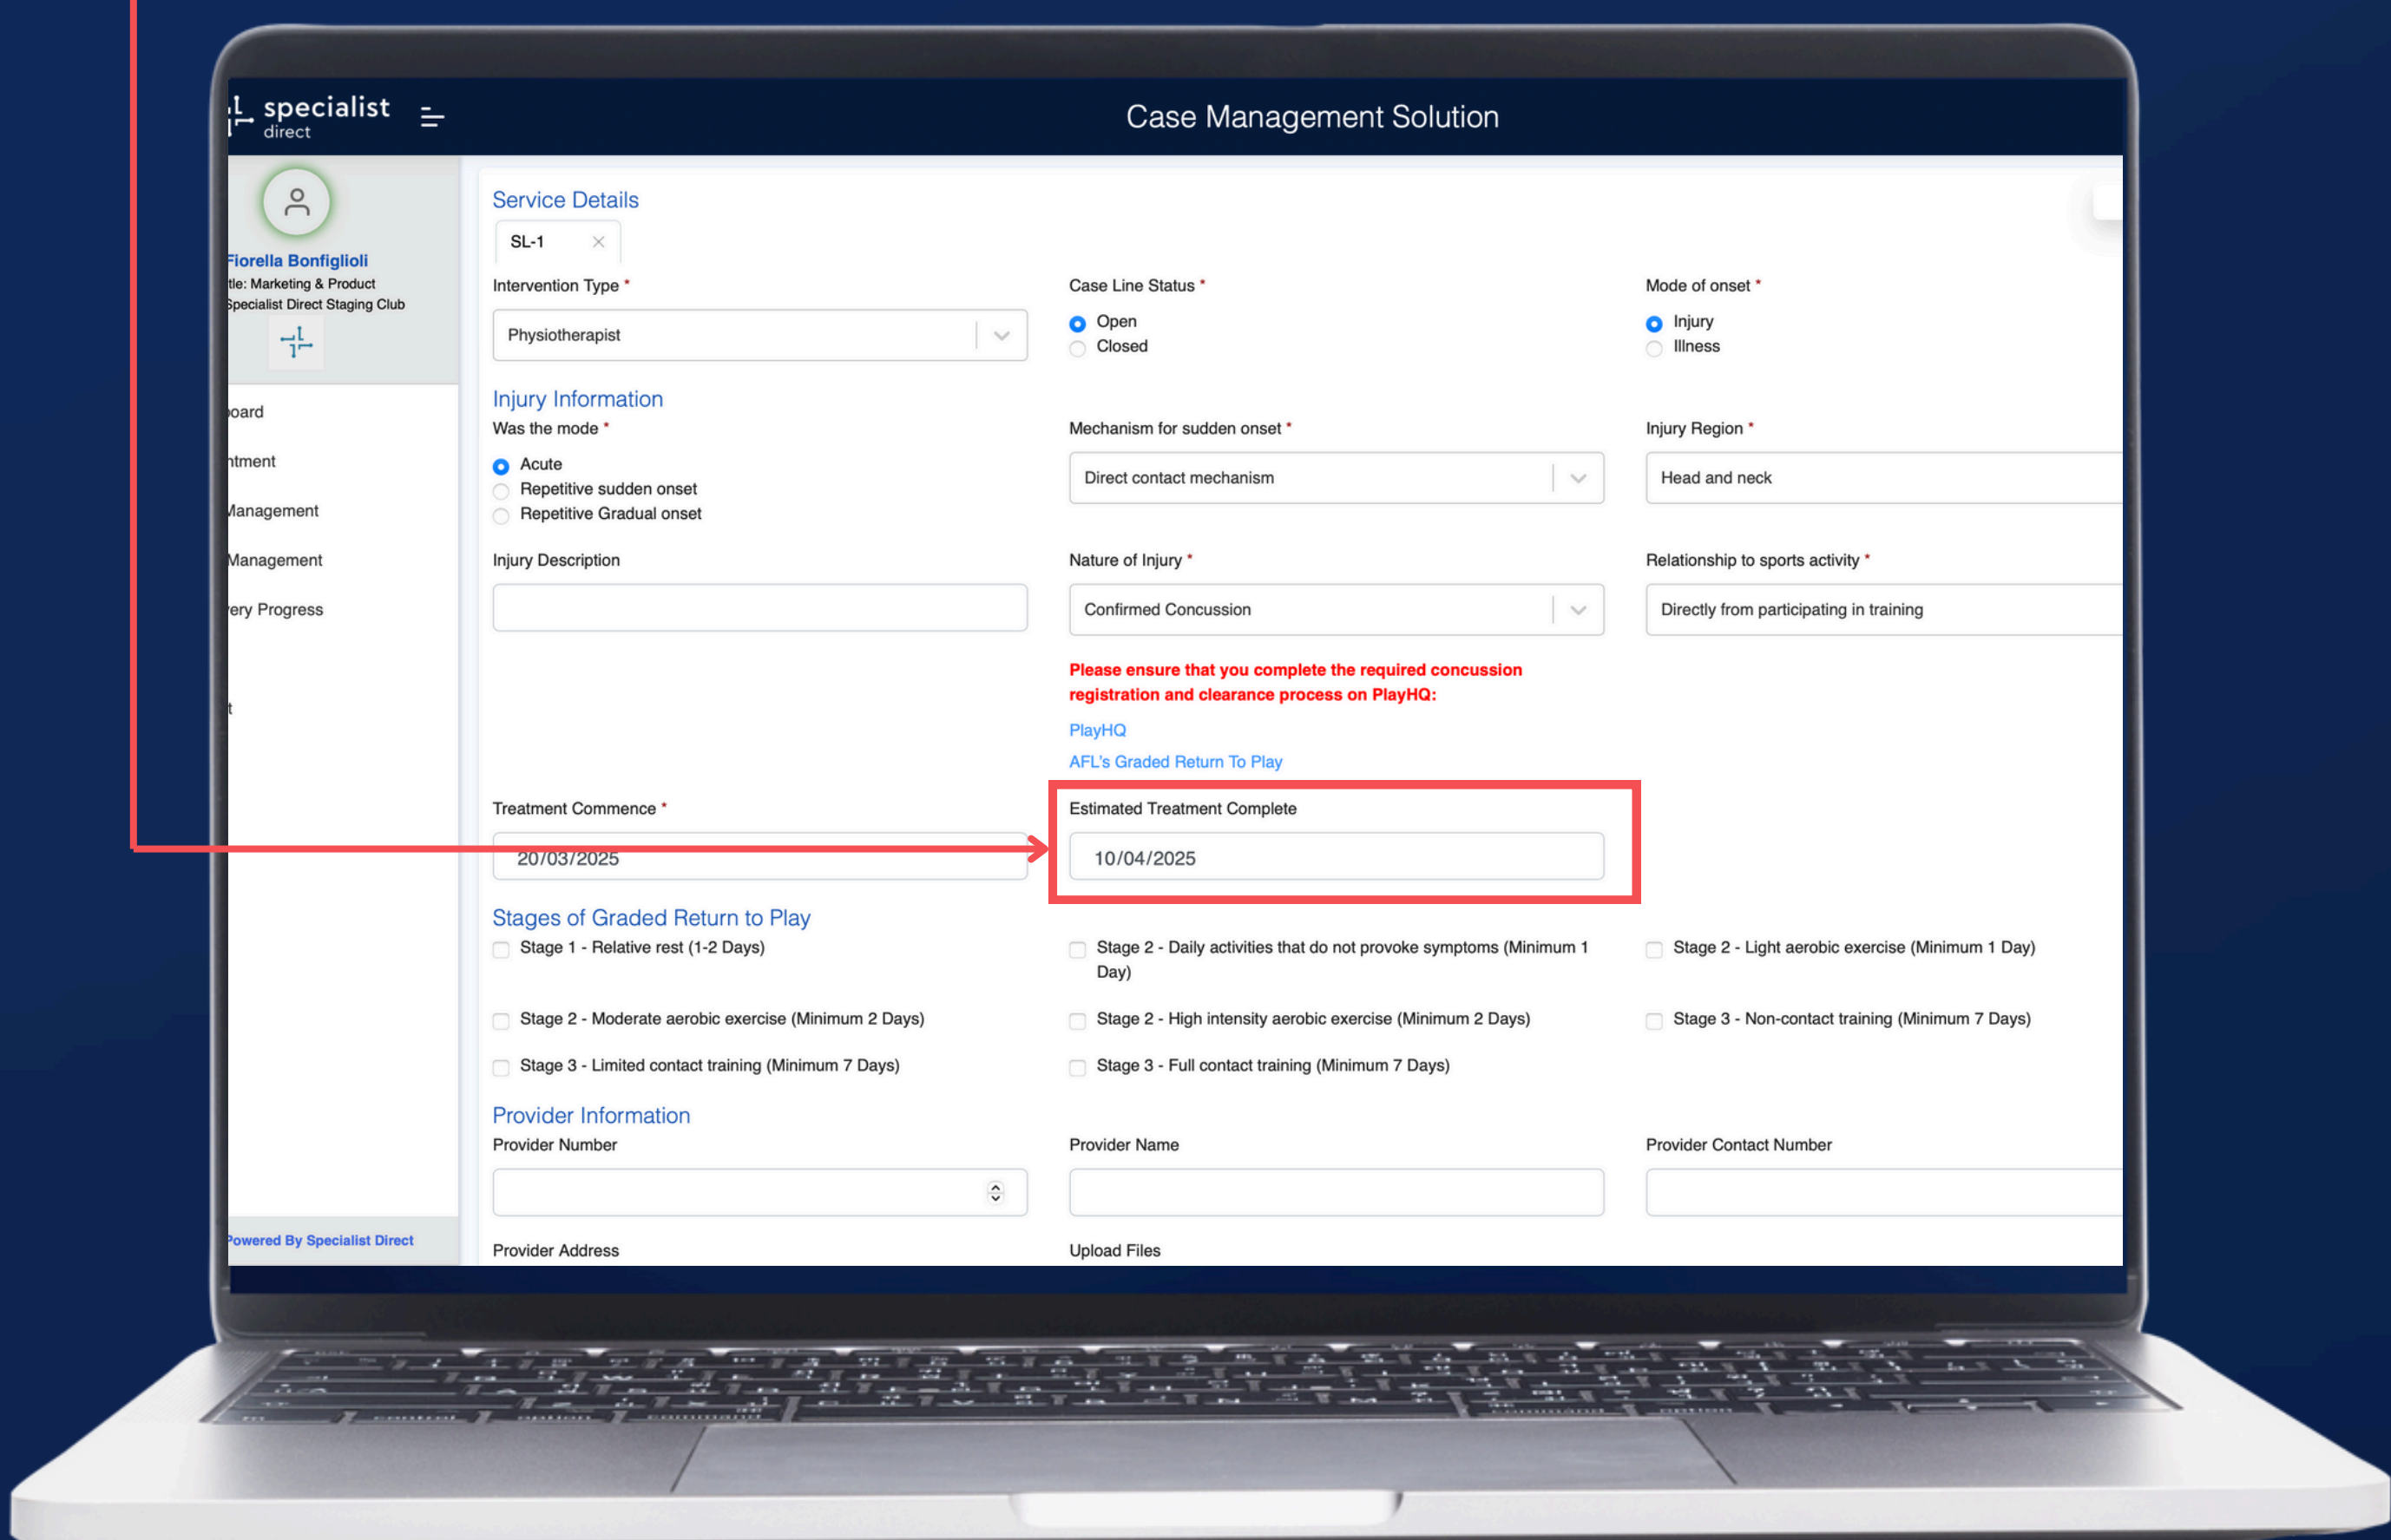 specialist
direct
Case Management Solution
Fiorella Bonfiglioli
tle: Marketing & Product
Specialist Direct Staging Club
oard
ntment
Management
Management
ery Progress
t
Powered By Specialist Direct
Service Details
SL-1
Intervention Type *
Case Line Status *
Mode of onset *
Physiotherapist
Open
Closed
Injury
Illness
Injury Information
Was the mode *
Mechanism for sudden onset *
Injury Region *
Acute
Repetitive sudden onset
Repetitive Gradual onset
Direct contact mechanism
Head and neck
Injury Description
Nature of Injury *
Relationship to sports activity *
Confirmed Concussion
Directly from participating in training
Please ensure that you complete the required concussion
registration and clearance process on PlayHQ:
PlayHQ
AFL's Graded Return To Play
Treatment Commence *
Estimated Treatment Complete
20/03/2025
10/04/2025
Stages of Graded Return to Play
Stage 1 - Relative rest (1-2 Days)
Stage 2 - Daily activities that do not provoke symptoms (Minimum 1
Day)
Stage 2 - Light aerobic exercise (Minimum 1 Day)
Stage 2 - Moderate aerobic exercise (Minimum 2 Days)
Stage 2 - High intensity aerobic exercise (Minimum 2 Days)
Stage 3 - Non-contact training (Minimum 7 Days)
Stage 3 - Limited contact training (Minimum 7 Days)
Stage 3 - Full contact training (Minimum 7 Days)
Provider Information
Provider Number
Provider Name
Provider Contact Number
Provider Address
Upload Files
control
option
command
command
option